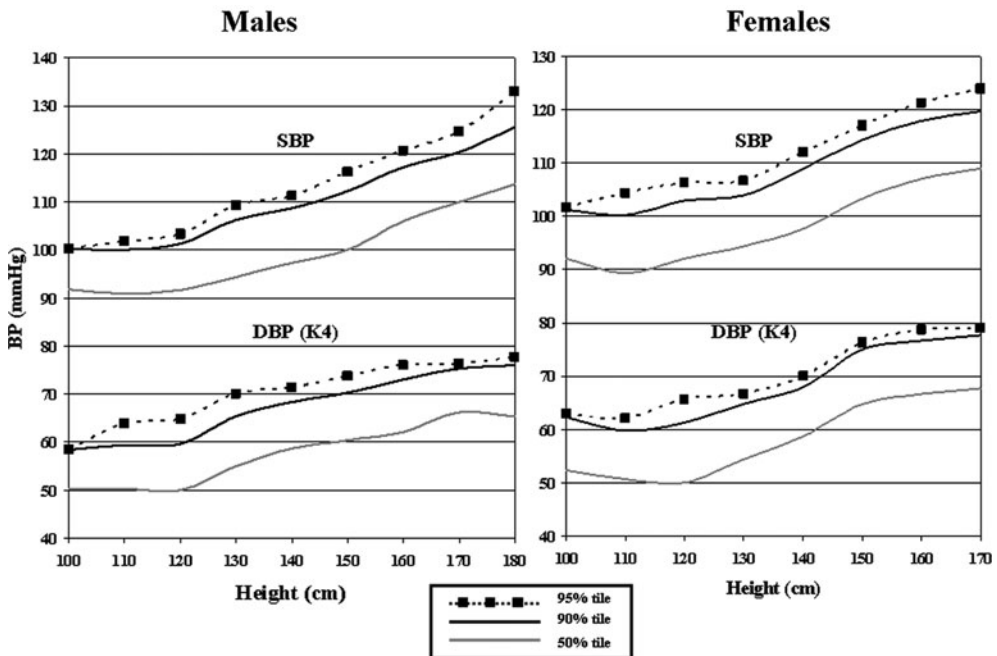 Males
Females
BP (mmHg)
140
130
120
110
100
90
80
70
60
50
40
SBP
DBP (K4)
100 110 120 130 140 150 160 170 180
Height (cm)
130
120
110
100
90
80
70
60
50
40
SBP
DBP (K4)
100 110 120 130 140 150 160 170
Height (cm)
95% tile
90% tile
50% tile